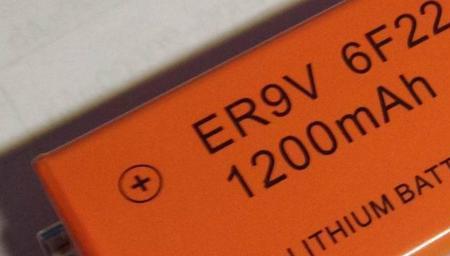 ER9V 6F22
1200mAh
+
LITHIUM BATT